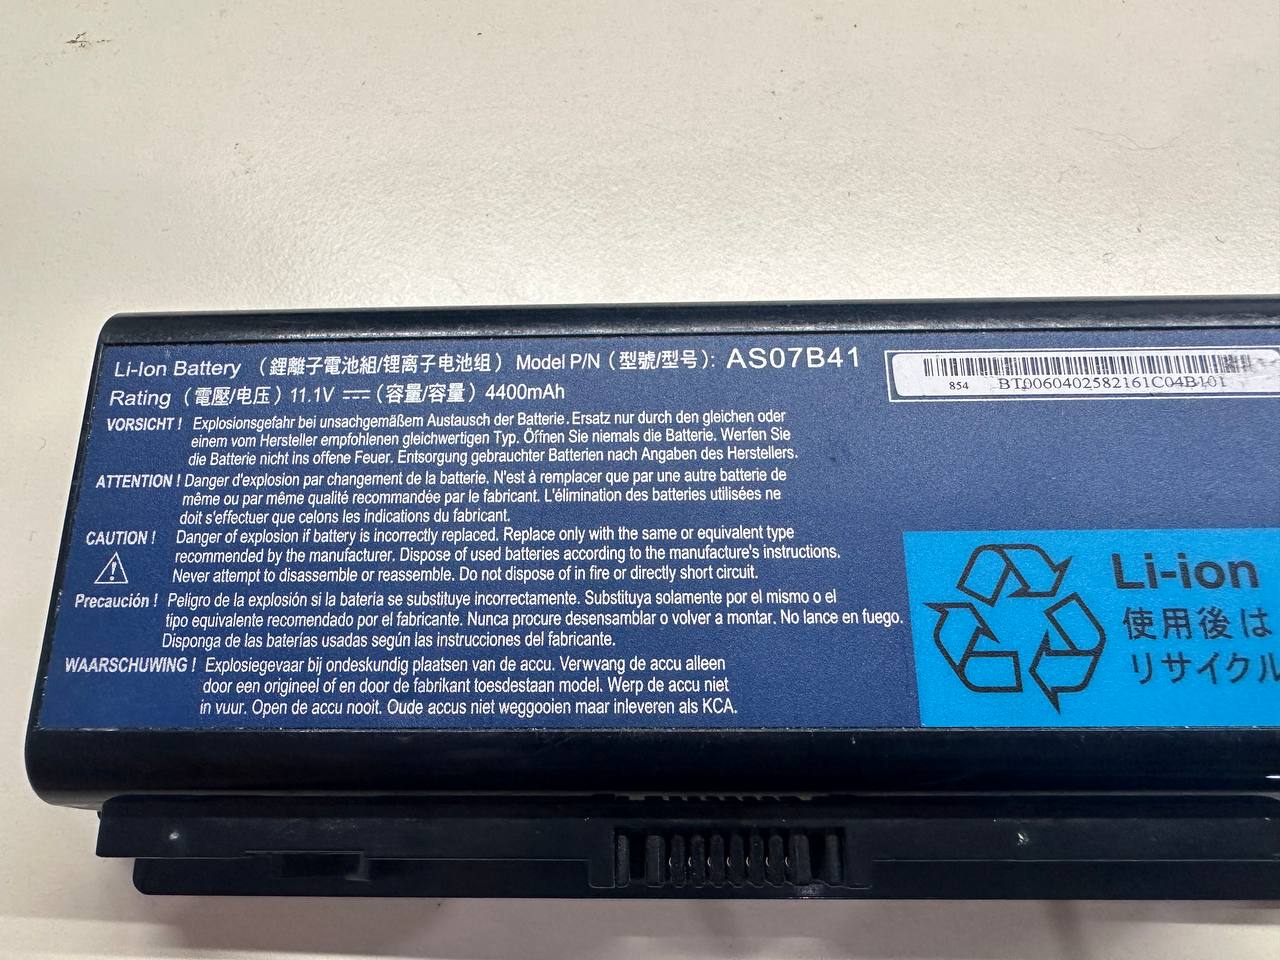 Li-Ion Battery （鋰離子電池組/锂离子电池组） Model P/N（型號/型号）: AS07B41
Rating（電壓/电压）11.1V ⎓（容量/容量）4400mAh
854 BT0060402582161C04B101
VORSICHT ! Explosionsgefahr bei unsachgemäßem Austausch der Batterie. Ersatz nur durch den gleichen oder
einem vom Hersteller empfohlenen gleichwertigen Typ. Öffnen Sie niemals die Batterie. Werfen Sie
die Batterie nicht ins offene Feuer. Entsorgung gebrauchter Batterien nach Angaben des Herstellers.
ATTENTION ! Danger d'explosion par changement de la batterie. N'est à remplacer que par une autre batterie de
même ou par même qualité recommandée par le fabricant. L'élimination des batteries utilisées ne
doit s'effectuer que celons les indications du fabricant.
CAUTION ! Danger of explosion if battery is incorrectly replaced. Replace only with the same or equivalent type
recommended by the manufacturer. Dispose of used batteries according to the manufacture's instructions.
Never attempt to disassemble or reassemble. Do not dispose of in fire or directly short circuit.
Precaución ! Peligro de la explosión si la batería se substituye incorrectamente. Substituya solamente por el mismo o el
tipo equivalente recomendado por el fabricante. Nunca procure desensamblar o volver a montar. No lance en fuego.
Disponga de las baterías usadas según las instrucciones del fabricante.
WAARSCHUWING ! Explosiegevaar bij ondeskundig plaatsen van de accu. Verwvang de accu alleen
door een origineel of en door de fabrikant toesdestaan model. Werp de accu niet
in vuur. Open de accu nooit. Oude accus niet weggooien maar inleveren als KCA.
Li-ion
使用後は
リサイクル